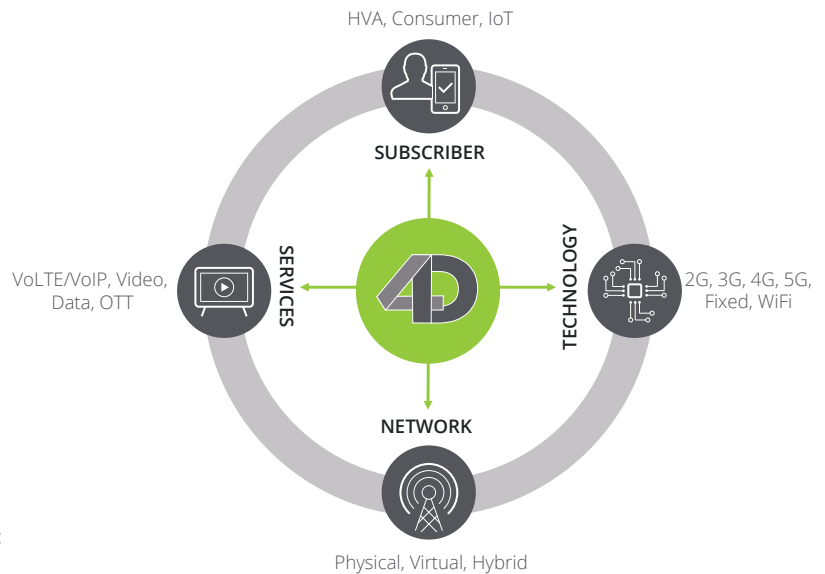 HVA, Consumer, IoT
SUBSCRIBER
SERVICES
VoLTE/VoIP, Video,
Data, OTT
4D
TECHNOLOGY
2G, 3G, 4G, 5G,
Fixed, WiFi
NETWORK
Physical, Virtual, Hybrid